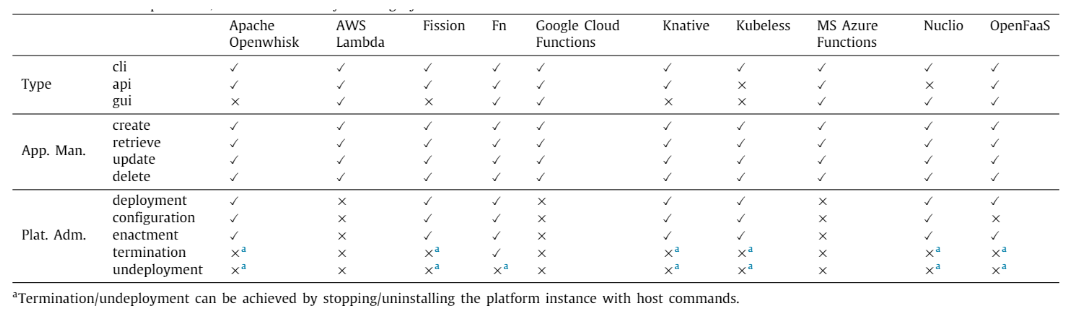 Apache Openwhisk AWS Lambda Fission Fn Google Cloud Functions Knative Kubeless MS Azure Functions Nuclio OpenFaaS
Type cli ✓ ✓ ✓ ✓ ✓ ✓ ✓ ✓ ✓ ✓
api ✓ ✓ ✓ ✓ ✓ ✓ × ✓ × ✓
gui × ✓ × ✓ ✓ × × ✓ ✓ ✓
App. Man. create ✓ ✓ ✓ ✓ ✓ ✓ ✓ ✓ ✓ ✓
retrieve ✓ ✓ ✓ ✓ ✓ ✓ ✓ ✓ ✓ ✓
update ✓ ✓ ✓ ✓ ✓ ✓ ✓ ✓ ✓ ✓
delete ✓ ✓ ✓ ✓ ✓ ✓ ✓ ✓ ✓ ✓
Plat. Adm. deployment ✓ × ✓ ✓ × ✓ ✓ × ✓ ✓
configuration ✓ × ✓ ✓ × ✓ ✓ × ✓ ×
enactment ✓ × ✓ ✓ × ✓ ✓ × ✓ ✓
termination ×a × ×a ✓ × ×a ×a × ×a ×a
undeployment ×a × ×a ×a × ×a ×a × ×a ×a
aTermination/undeployment can be achieved by stopping/uninstalling the platform instance with host commands.